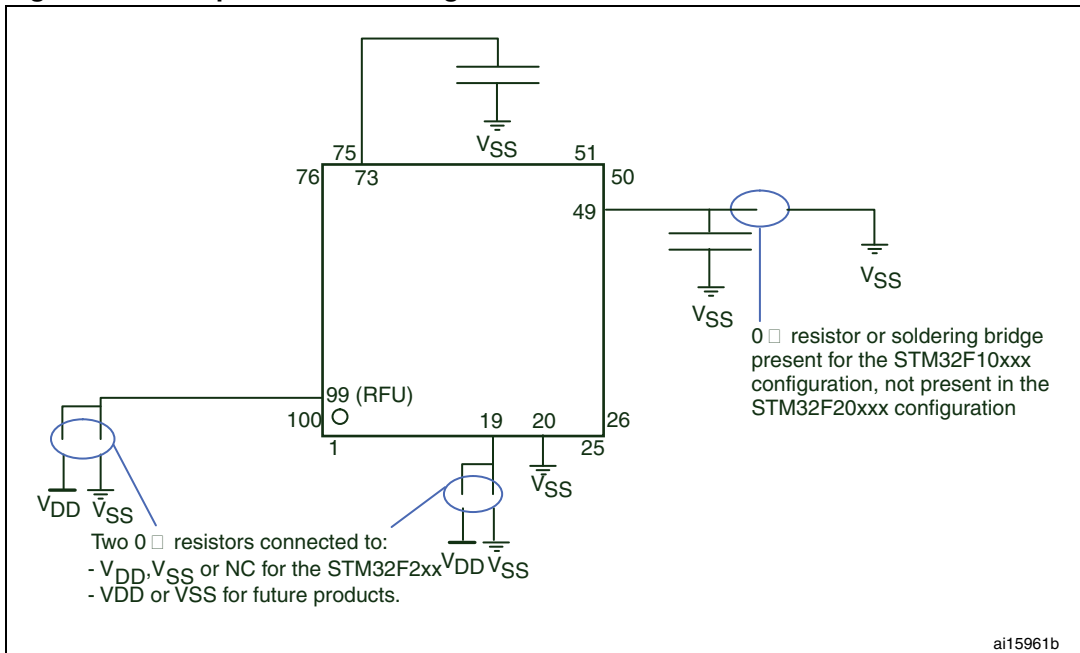 VSS
75
51
76
73
50
49
VSS
VSS
0 □ resistor or soldering bridge
present for the STM32F10xxx
configuration, not present in the
STM32F20xxx configuration
99 (RFU)
100
19
20
26
1
25
VSS
VDD
VSS
Two 0 □ resistors connected to:
- VDD,VSS or NC for the STM32F2xx
VDD VSS
- VDD or VSS for future products.
ai15961b